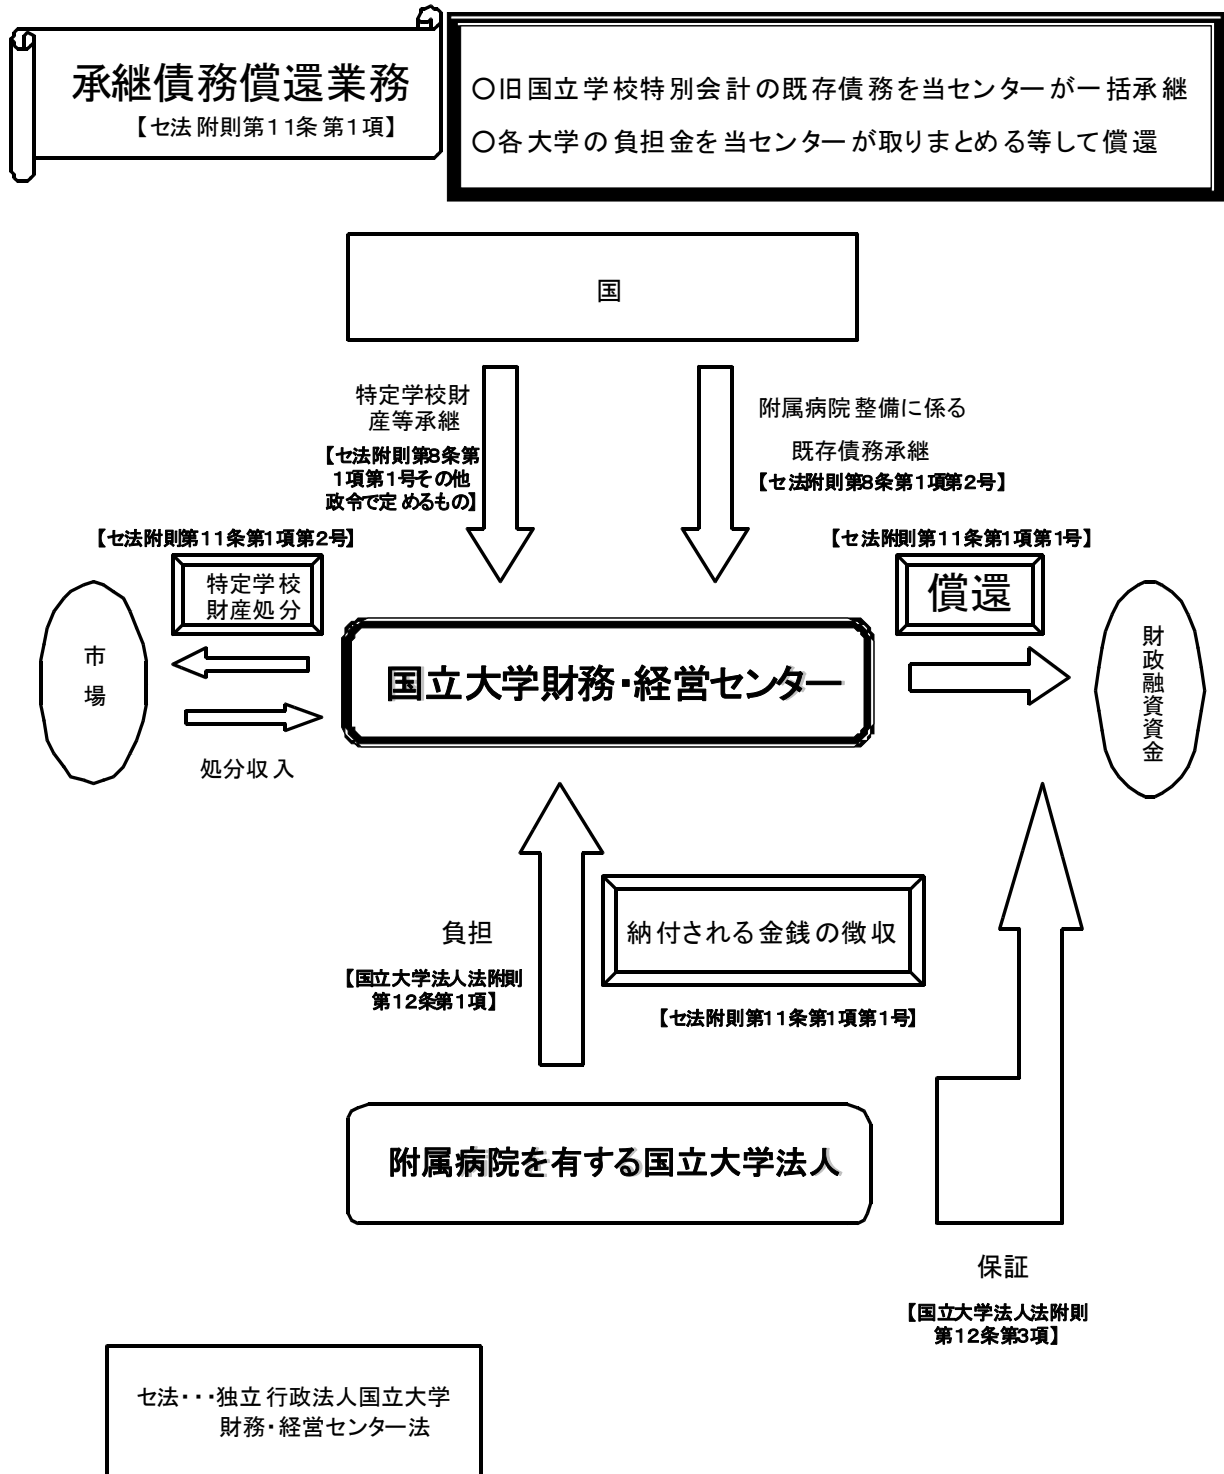 承継債務償還業務
【セ法附則第11条第1項】
○旧国立学校特別会計の既存債務を当センターが一括承継
○各大学の負担金を当センターが取りまとめる等して償還
国
特定学校財
産等承継
【セ法附則第8条第
1項第1号その他
政令で定めるもの】
附属病院整備に係る
既存債務承継
【セ法附則第8条第1項第2号】
【セ法附則第11条第1項第2号】
特定学校
財産処分
【セ法附則第11条第1項第1号】
償還
市場
国立大学財務・経営センター
財政融資資金
処分収入
負担
【国立大学法人法附則
第12条第1項】
納付される金銭の徴収
【セ法附則第11条第1項第1号】
附属病院を有する国立大学法人
保証
【国立大学法人法附則
第12条第3項】
セ法・・・独立行政法人国立大学
財務・経営センター法